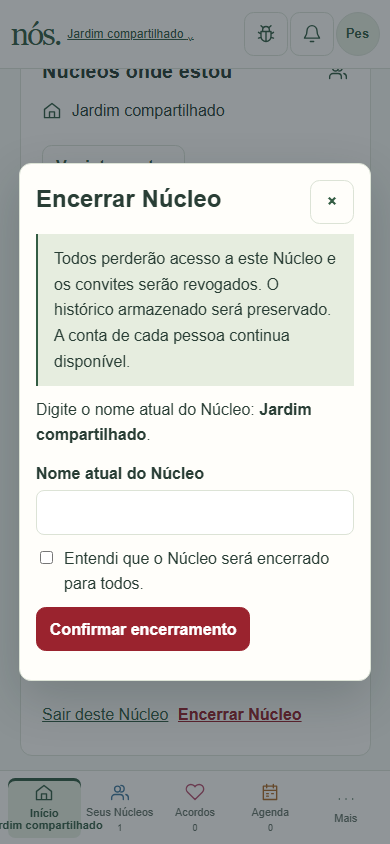 nós. Jardim compartilhado
Pes
Núcleos onde estou
Jardim compartilhado
Encerrar Núcleo
×
Todos perderão acesso a este Núcleo e
os convites serão revogados. O
histórico armazenado será preservado.
A conta de cada pessoa continua
disponível.
Digite o nome atual do Núcleo: Jardim
compartilhado.
Nome atual do Núcleo
Entendi que o Núcleo será encerrado
para todos.
Confirmar encerramento
Sair deste Núcleo Encerrar Núcleo
Início
rdim compartilhado
Seus Núcleos
1
Acordos
0
Agenda
0
Mais